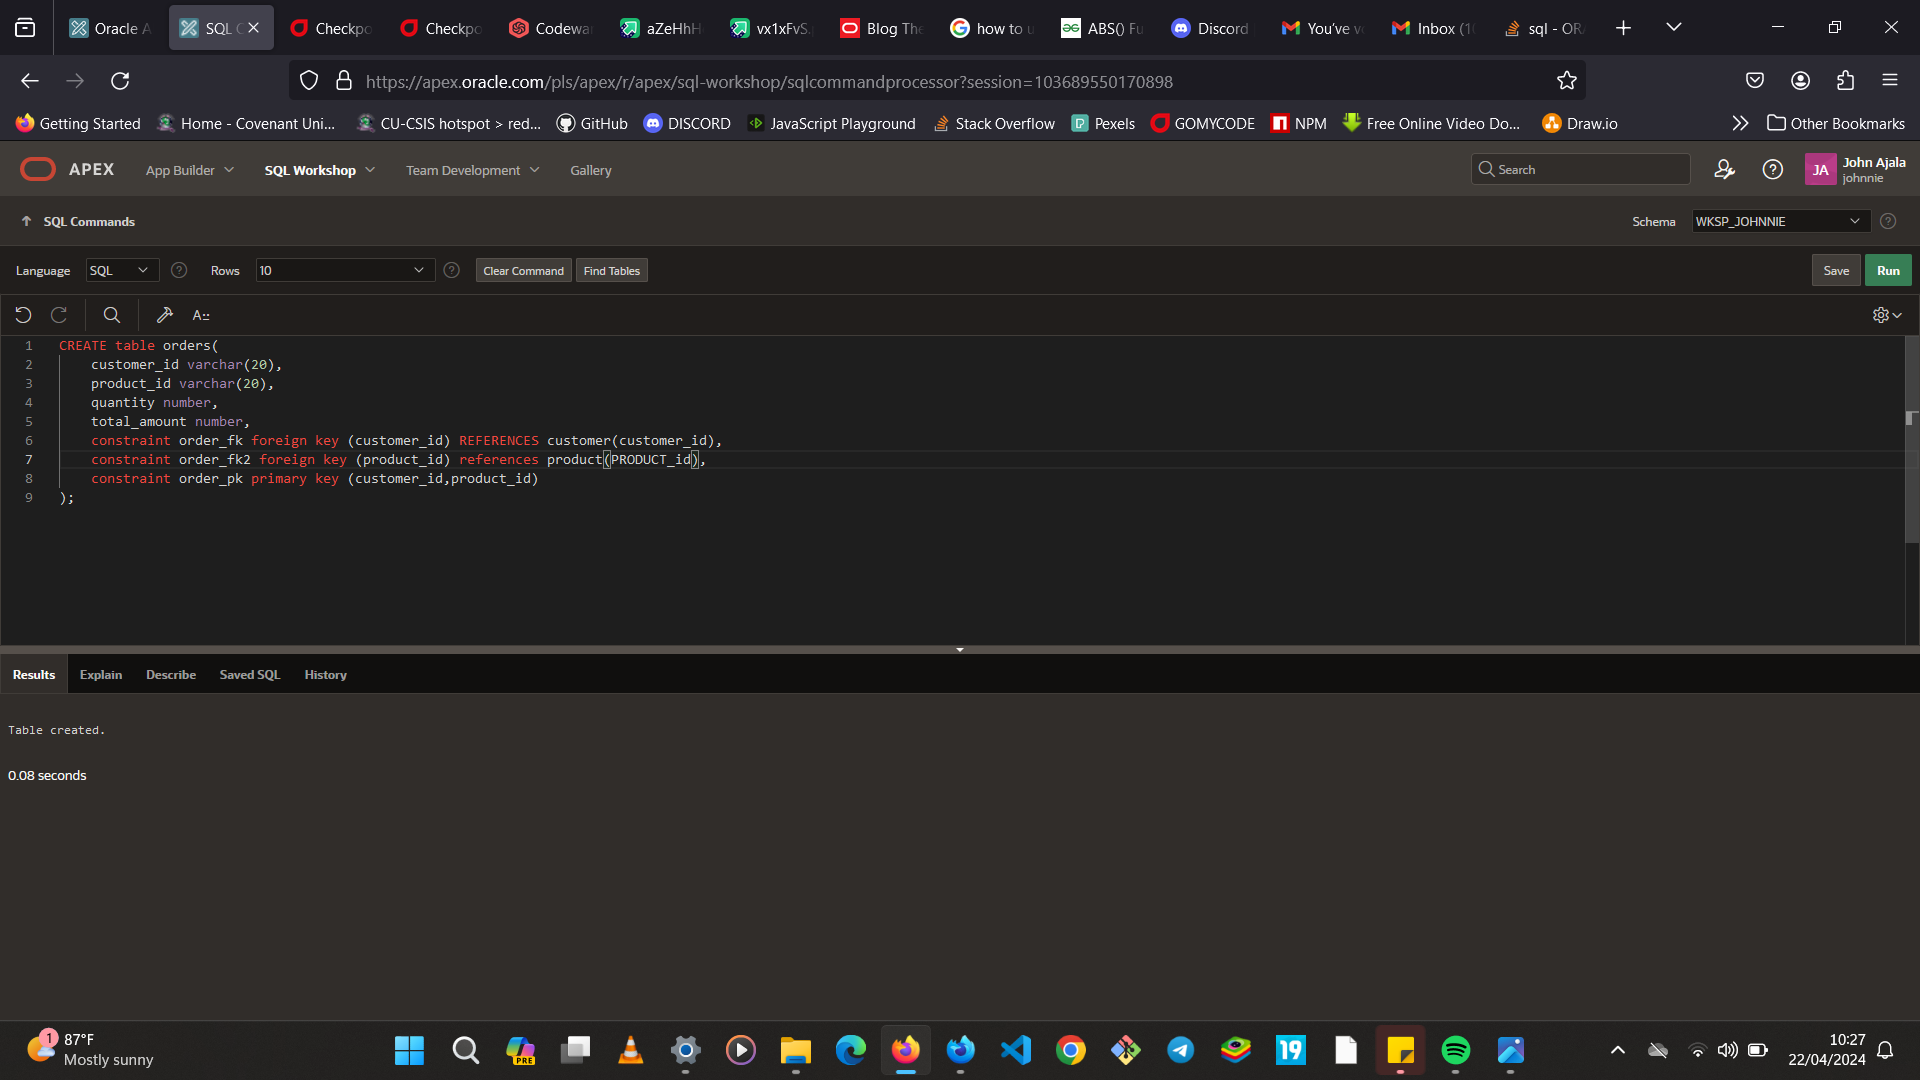 Oracle A
SQL C
Checkpo
Checkpo
Codewar
aZeHhH
vx1xFvS.
Blog The
how to u
ABS() Fu
Discord
You've v
Inbox (1
sql - OR
https://apex.oracle.com/pls/apex/r/apex/sql-workshop/sqlcommandprocessor?session=103689550170898
Getting Started
Home - Covenant Uni...
CU-CSIS hotspot > red...
GitHub
DISCORD
JavaScript Playground
Stack Overflow
Pexels
GOMYCODE
NPM
Free Online Video Do...
Draw.io
Other Bookmarks
APEX
App Builder
SQL Workshop
Team Development
Gallery
Search
JA
John Ajala
johnnie
SQL Commands
Schema
WKSP_JOHNNIE
Language
SQL
Rows
10
Clear Command
Find Tables
Save
Run
A::
1 CREATE table orders(
2 customer_id varchar(20),
3 product_id varchar(20),
4 quantity number,
5 total_amount number,
6 constraint order_fk foreign key (customer_id) REFERENCES customer(customer_id),
7 constraint order_fk2 foreign key (product_id) references product(PRODUCT_id),
8 constraint order_pk primary key (customer_id,product_id)
9 );
Results
Explain
Describe
Saved SQL
History
Table created.
0.08 seconds
1
87°F
Mostly sunny
PRE
19
10:27
22/04/2024